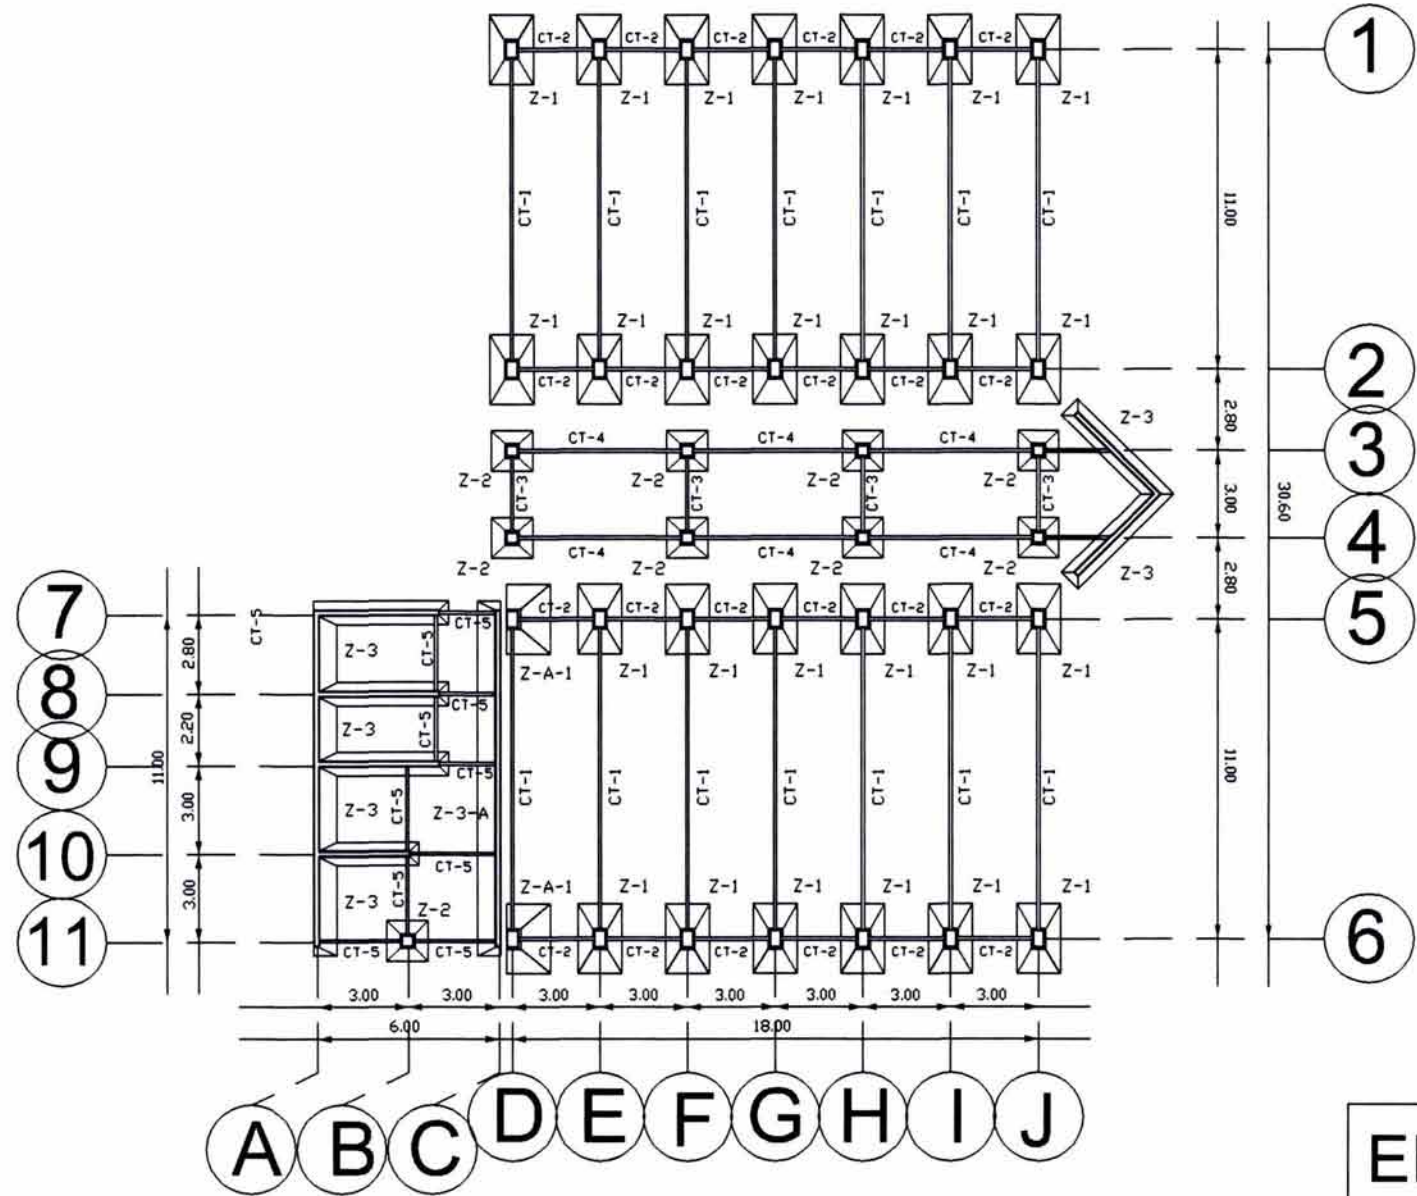 CT-2 CT-2 CT-2 CT-2 CT-2 CT-2
1
Z-1 Z-1 Z-1 Z-1 Z-1 Z-1 Z-1
CT-1 CT-1 CT-1 CT-1 CT-1 CT-1 CT-1
11.00
Z-1 Z-1 Z-1 Z-1 Z-1 Z-1 Z-1
2
CT-2 CT-2 CT-2 CT-2 CT-2 CT-2
2.80
Z-3
CT-4 CT-4 CT-4
3
Z-2 Z-2 Z-2 Z-2
CT-3 CT-3 CT-3 CT-3
3.00
30.60
4
CT-4 CT-4 CT-4
Z-2 Z-2 Z-2 Z-2
Z-3
2.80
7
CT-5
CT-5
CT-2 CT-2 CT-2 CT-2 CT-2 CT-2
5
2.80
Z-3
CT-5
Z-A-1 Z-1 Z-1 Z-1 Z-1 Z-1 Z-1
8
CT-5
2.20
Z-3
CT-5
9
11.00
CT-5
CT-1 CT-1 CT-1 CT-1 CT-1 CT-1 CT-1
11.00
3.00
Z-3
CT-5
Z-3-A
10
CT-5
3.00
Z-3
CT-5
Z-2
Z-A-1 Z-1 Z-1 Z-1 Z-1 Z-1 Z-1
11
CT-5 CT-5
CT-2 CT-2 CT-2 CT-2 CT-2 CT-2
6
3.00 3.00 3.00 3.00 3.00 3.00 3.00 3.00
6.00 18.00
A B C D E F G H I J